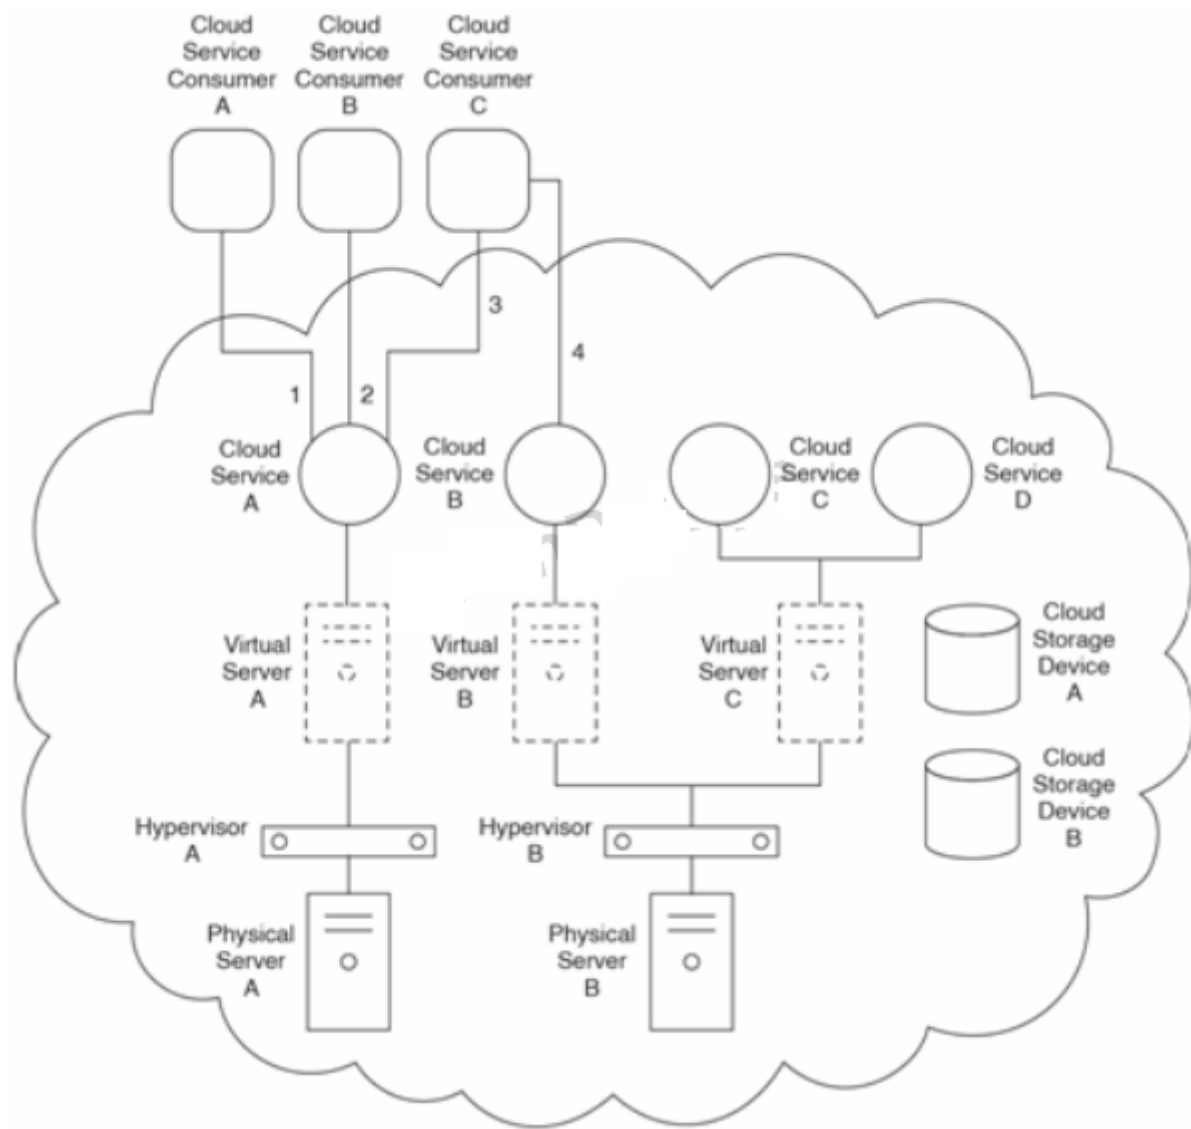 Cloud
Service
Consumer
A
Cloud
Service
Consumer
B
Cloud
Service
Consumer
C
3
4
1
2
Cloud
Service
A
Cloud
Service
B
Cloud
Service
C
Cloud
Service
D
Virtual
Server
A
Virtual
Server
B
Virtual
Server
C
Cloud
Storage
Device
A
Cloud
Storage
Device
B
Hypervisor
A
Hypervisor
B
Physical
Server
A
Physical
Server
B